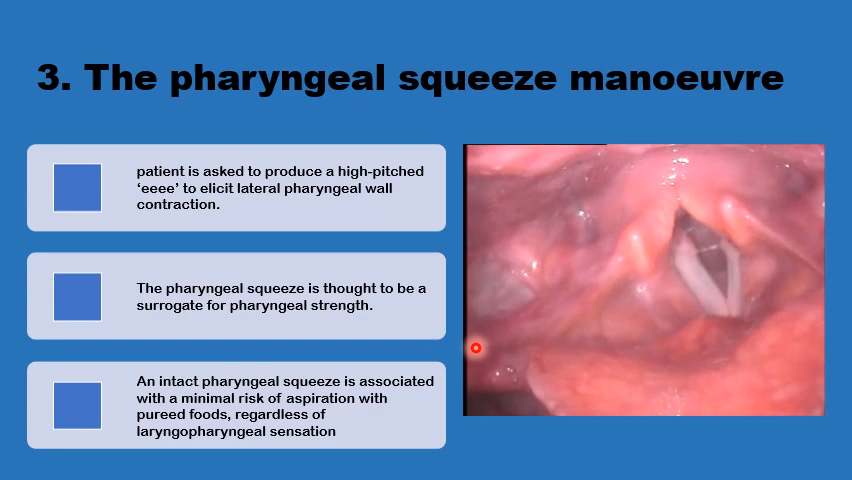 3. The pharyngeal squeeze manoeuvre
patient is asked to produce a high-pitched
‘eeee’ to elicit lateral pharyngeal wall
contraction.
The pharyngeal squeeze is thought to be a
surrogate for pharyngeal strength.
An intact pharyngeal squeeze is associated
with a minimal risk of aspiration with
pureed foods, regardless of
laryngopharyngeal sensation